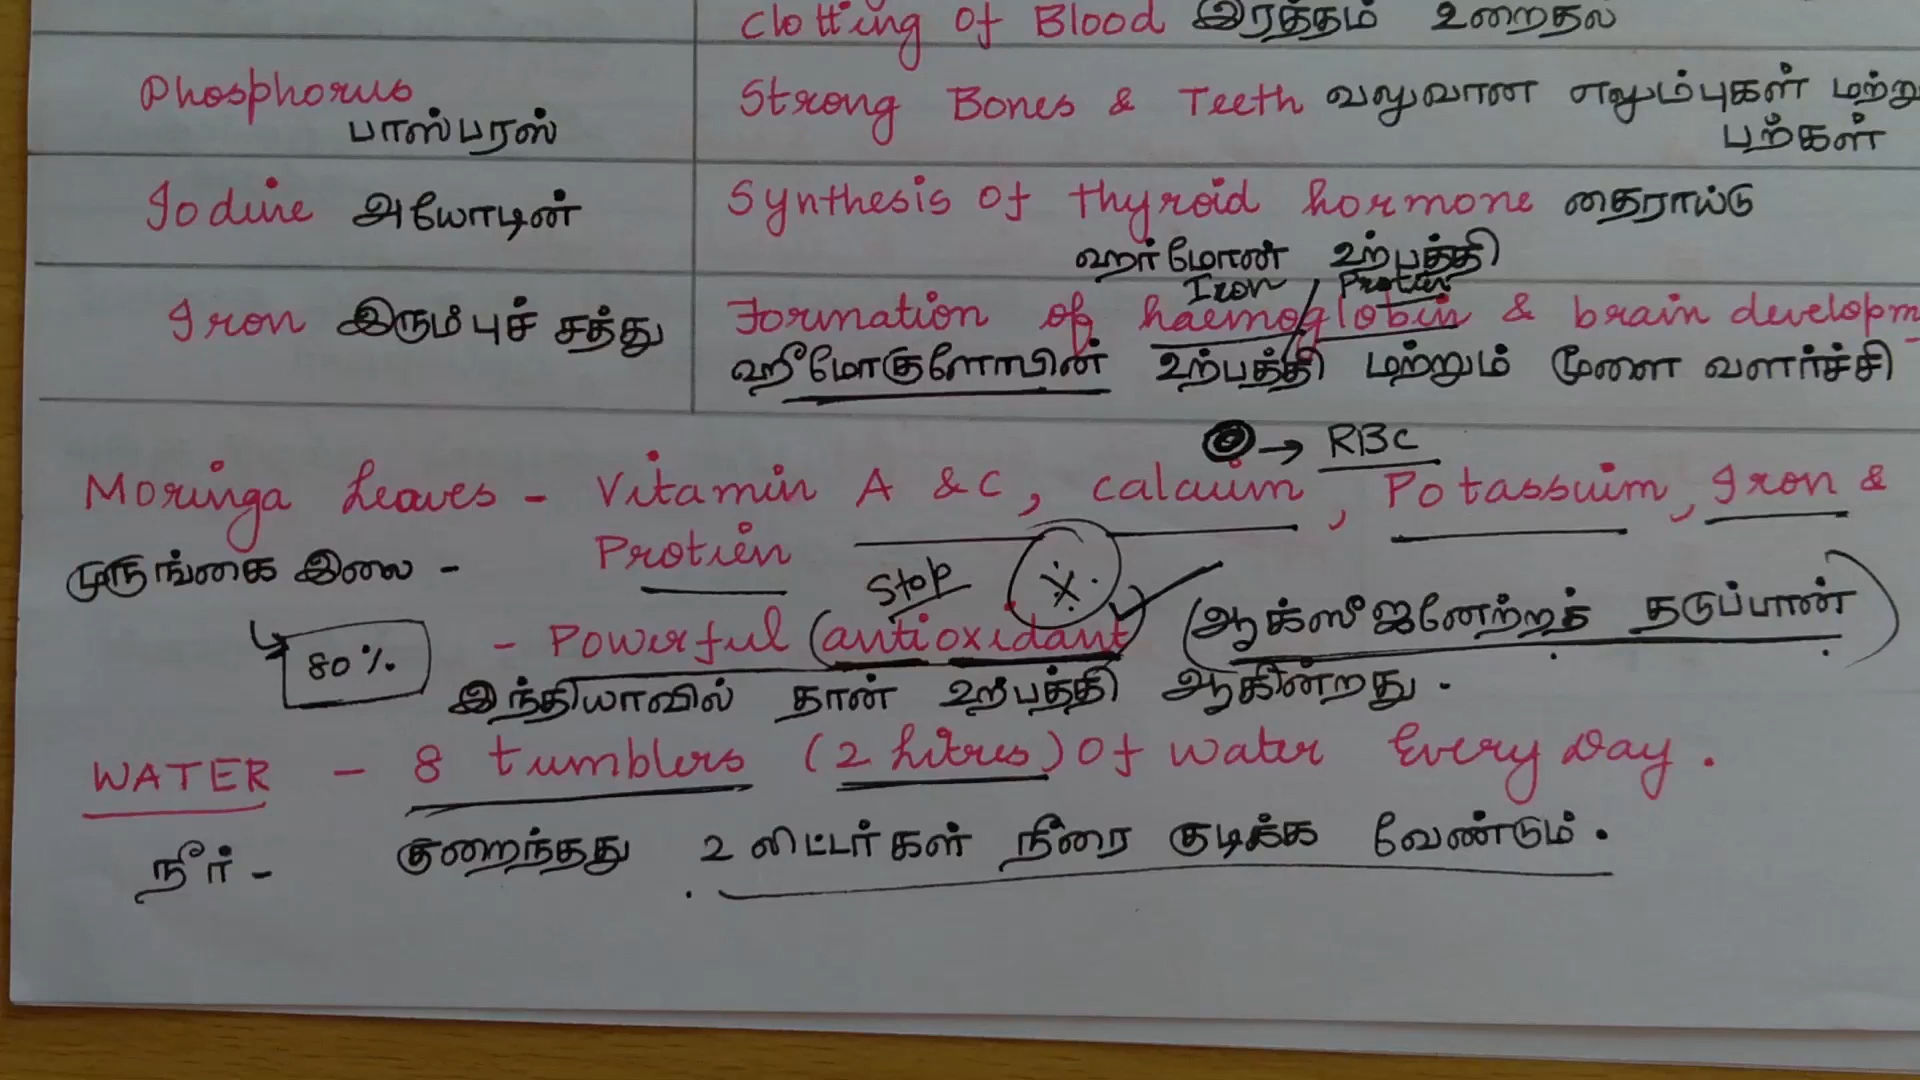 Clotting of Blood இரத்தம் உறைதல்
Phosphorus Strong Bones & Teeth வலுவான எலும்புகள் மற்று
பாஸ்பரஸ் பற்கள்
Iodine அயோடின் Synthesis of thyroid hormone தைராய்டு
ஹார்மோன் உற்பத்தி
Iron / Protein
Iron இரும்புச் சத்து Formation of haemoglobin & brain developm
ஹீமோகுளோபின் உற்பத்தி மற்றும் மூளை வளர்ச்சி
→ RBC
Moringa Leaves - Vitamin A & C, Calcium, Potassuim, Iron &
முருங்கை இலை - Protien
Stop
80% - Powerful (antioxidant) (ஆக்ஸீஜனேற்றத் தடுப்பான்)
இந்தியாவில் தான் உற்பத்தி ஆகின்றது.
WATER - 8 tumblers (2 Litres) Of water Every Day.
நீர் - குறைந்தது 2 லிட்டர்கள் நீரை குடிக்க வேண்டும்.